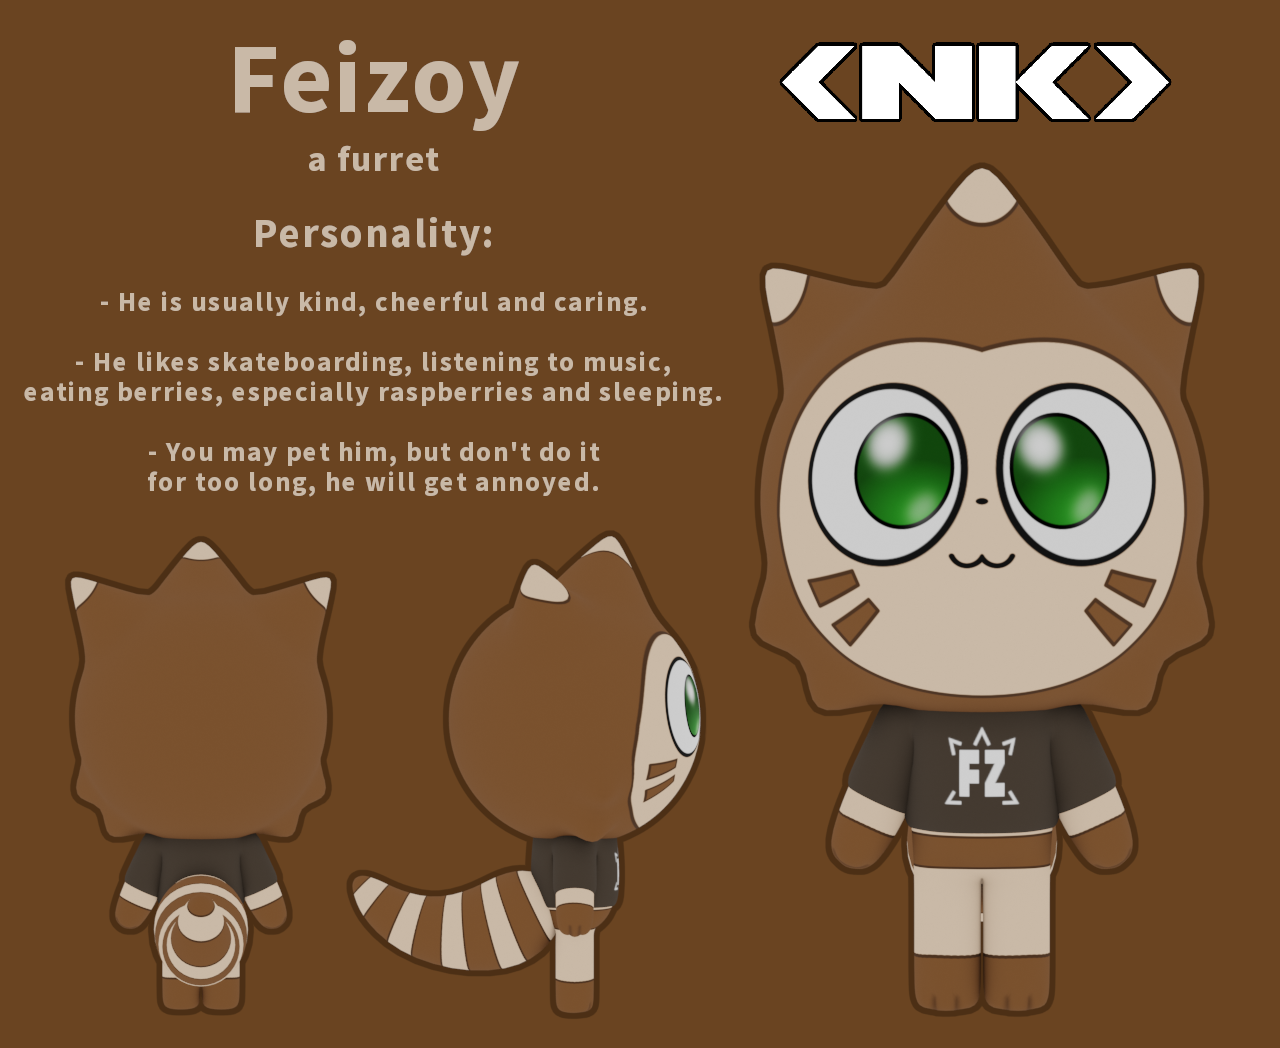 Feizoy
a furret
Personality:
- He is usually kind, cheerful and caring.
- He likes skateboarding, listening to music,
eating berries, especially raspberries and sleeping.
- You may pet him, but don't do it
for too long, he will get annoyed.
<NK>
FZ